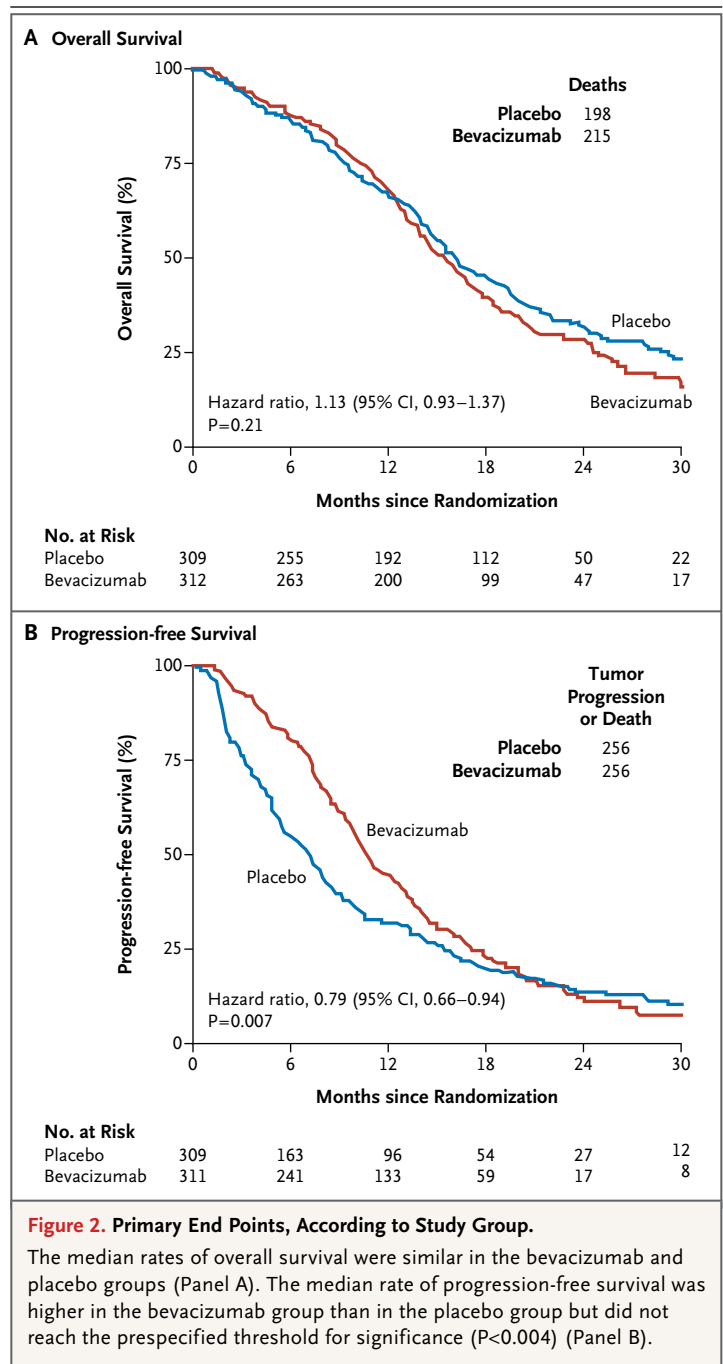 A Overall Survival
100
75
50
25
0
Overall Survival (%)
Deaths
Placebo 198
Bevacizumab 215
Placebo
Bevacizumab
Hazard ratio, 1.13 (95% CI, 0.93–1.37)
P=0.21
0 6 12 18 24 30
Months since Randomization
No. at Risk
Placebo 309 255 192 112 50 22
Bevacizumab 312 263 200 99 47 17
B Progression-free Survival
100
75
50
25
0
Progression-free Survival (%)
Tumor
Progression
or Death
Placebo 256
Bevacizumab 256
Bevacizumab
Placebo
Hazard ratio, 0.79 (95% CI, 0.66–0.94)
P=0.007
0 6 12 18 24 30
Months since Randomization
No. at Risk
Placebo 309 163 96 54 27 12
Bevacizumab 311 241 133 59 17 8
Figure 2. Primary End Points, According to Study Group.
The median rates of overall survival were similar in the bevacizumab and
placebo groups (Panel A). The median rate of progression-free survival was
higher in the bevacizumab group than in the placebo group but did not
reach the prespecified threshold for significance (P<0.004) (Panel B).